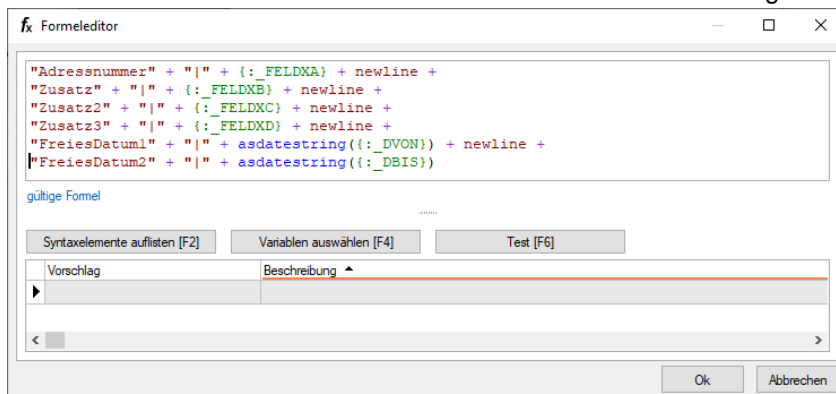 fx Formeleditor
"Adressnummer" + "|" + {:_FELDXA} + newline +
"Zusatz" + "|" + {:_FELDXB} + newline +
"Zusatz2" + "|" + {:_FELDXC} + newline +
"Zusatz3" + "|" + {:_FELDXD} + newline +
"FreiesDatum1" + "|" + asdatestring({:_DVON}) + newline +
"FreiesDatum2" + "|" + asdatestring({:_DBIS})
gültige Formel
Syntaxelemente auflisten [F2] Variablen auswählen [F4] Test [F6]
Vorschlag Beschreibung
Ok Abbrechen